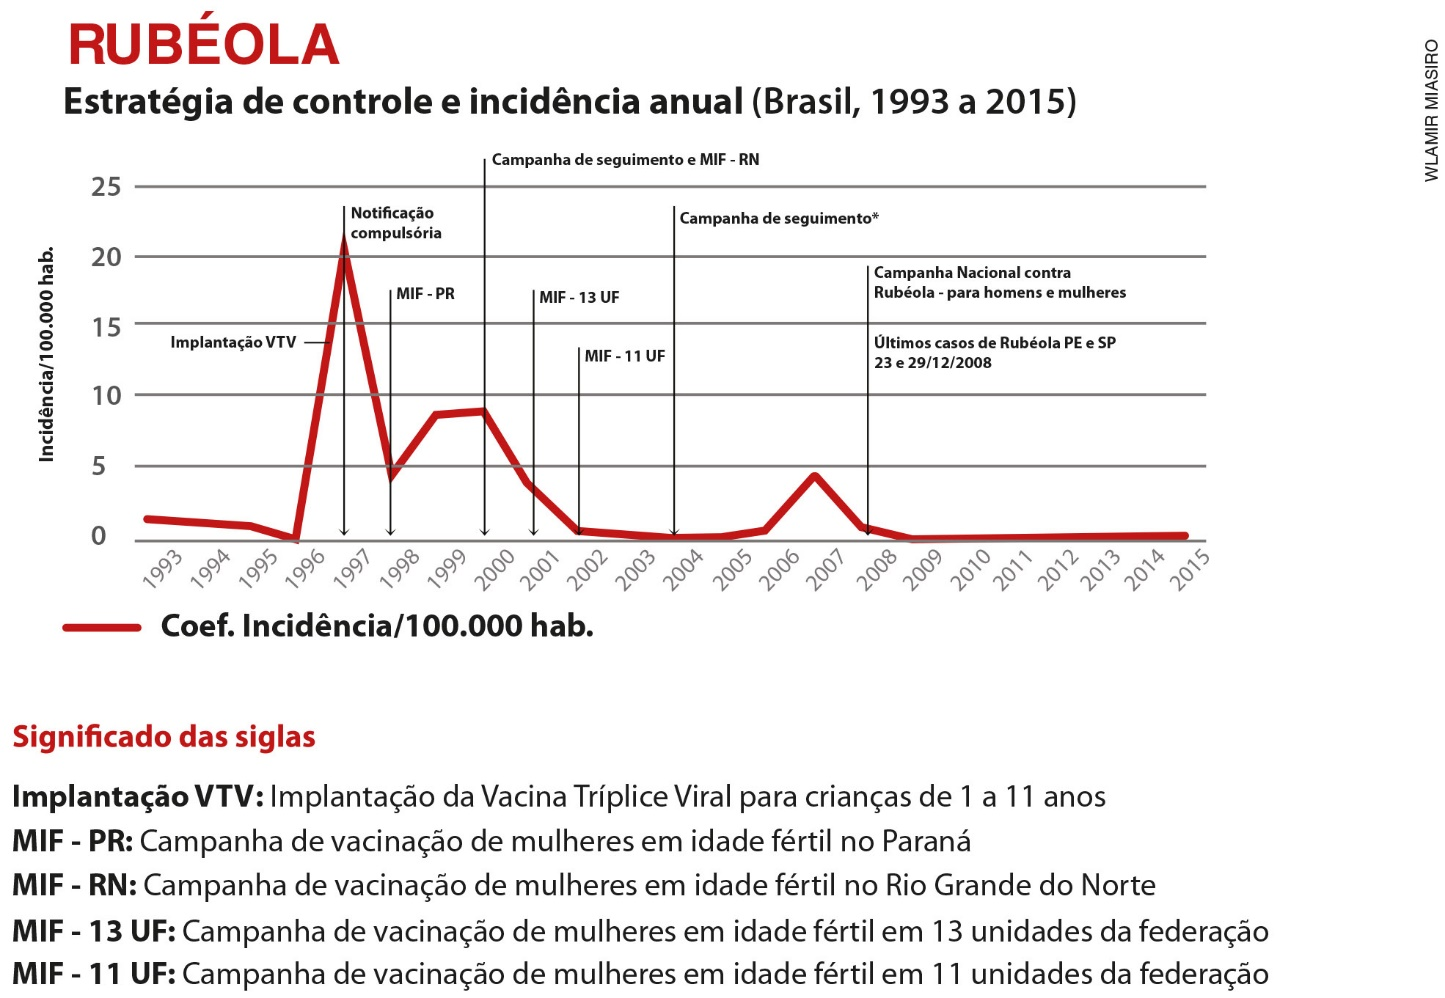 RUBÉOLA
Estratégia de controle e incidência anual (Brasil, 1993 a 2015)
WLAMIR MIASIRO
Incidência/100.000 hab.
25
20
15
10
5
0
Campanha de seguimento e MIF - RN
Notificação
compulsória
Campanha de seguimento*
MIF - PR
MIF - 13 UF
Campanha Nacional contra
Rubéola - para homens e mulheres
Implantação VTV
MIF - 11 UF
Últimos casos de Rubéola PE e SP
23 e 29/12/2008
1993 1994 1995 1996 1997 1998 1999 2000 2001 2002 2003 2004 2005 2006 2007 2008 2009 2010 2011 2012 2013 2014 2015
Coef. Incidência/100.000 hab.
Significado das siglas
Implantação VTV: Implantação da Vacina Tríplice Viral para crianças de 1 a 11 anos
MIF - PR: Campanha de vacinação de mulheres em idade fértil no Paraná
MIF - RN: Campanha de vacinação de mulheres em idade fértil no Rio Grande do Norte
MIF - 13 UF: Campanha de vacinação de mulheres em idade fértil em 13 unidades da federação
MIF - 11 UF: Campanha de vacinação de mulheres em idade fértil em 11 unidades da federação